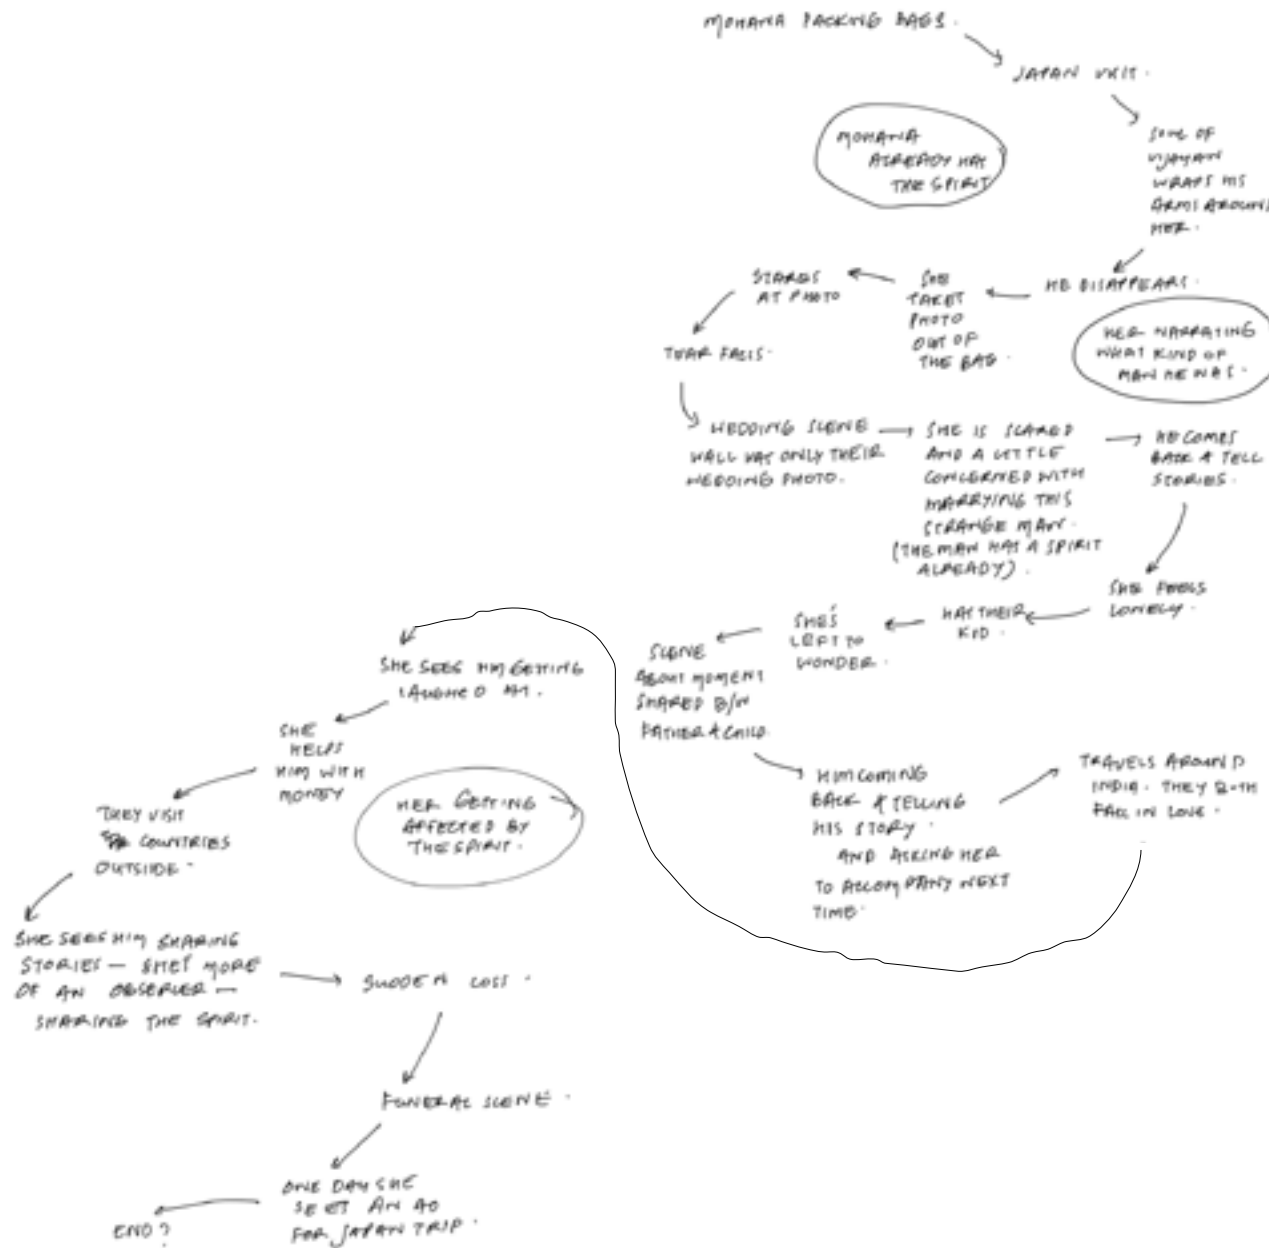 MOHANA PACKING BAGS.
JAPAN VISIT.
SOUL OF
VIJAYAN
WRAPS HIS
ARMS AROUND
HER.
MOHANA
ALREADY HAS
THE SPIRIT
HE DISAPPEARS.
SHE
TAKES
PHOTO
OUT OF
THE BAG.
STARES
AT PHOTO
HER NARRATING
WHAT KIND OF
MAN HE WAS.
TEAR FALLS.
WEDDING SCENE
WALL HAS ONLY THEIR
WEDDING PHOTO.
SHE IS SCARED
AND A LITTLE
CONCERNED WITH
MARRYING THIS
STRANGE MAN.
(THE MAN HAS A SPIRIT
ALREADY).
HE COMES
BACK & TELL
STORIES.
SHE FEELS
LONELY.
HAS THEIR
KID.
SHE'S
LEFT TO
WONDER.
SCENE
ABOUT MOMENT
SHARED B/W
FATHER & CHILD
HIM COMING
BACK & TELLING
HIS STORY.
AND ASKING HER
TO ACCOMPANY NEXT
TIME.
TRAVELS AROUND
INDIA. THEY BOTH
FALL IN LOVE.
SHE SEES HIM GETTING
LAUGHED AT.
SHE
HELPS
HIM WITH
MONEY
HER GETTING
AFFECTED BY
THE SPIRIT.
THEY VISIT
COUNTRIES
OUTSIDE.
SHE SEES HIM SHARING
STORIES — SHE'S MORE
OF AN OBSERVER —
SHARING THE SPIRIT.
SUDDEN LOSS.
FUNERAL SCENE.
ONE DAY SHE
SEES AN AD
FOR JAPAN TRIP.
END?